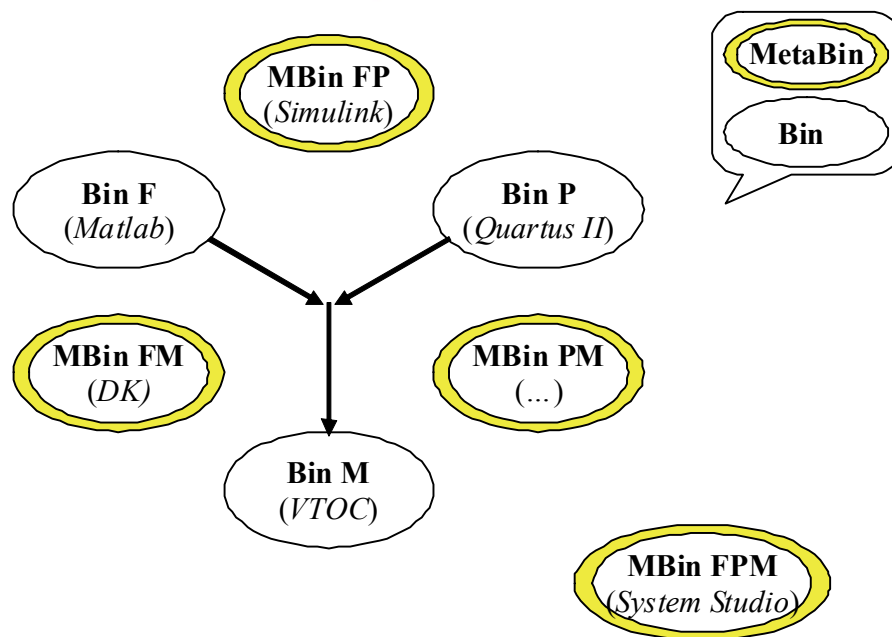 MBin FP
(Simulink)
MetaBin
Bin
Bin F
(Matlab)
Bin P
(Quartus II)
MBin FM
(DK)
MBin PM
(...)
Bin M
(VTOC)
MBin FPM
(System Studio)